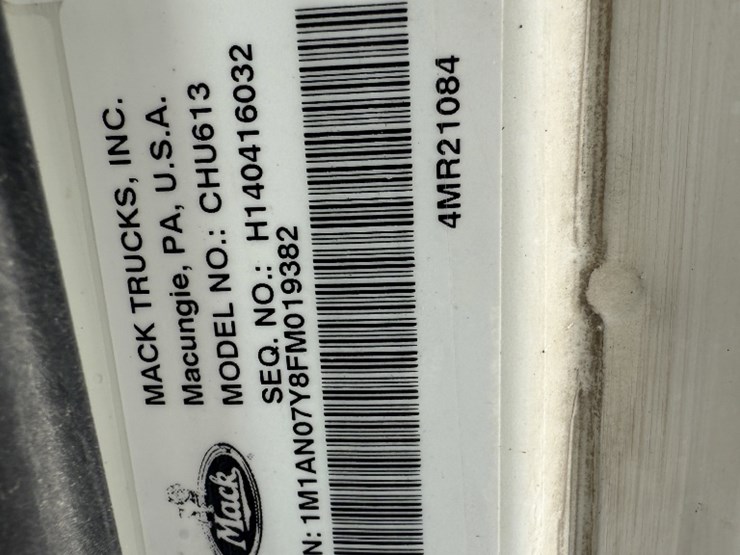 MACK TRUCKS, INC.
Macungie, PA, U.S.A.
MODEL NO.: CHU613
SEQ. NO.: H140416032
Mack
N: 1M1AN07Y8FM019382
4MR21084